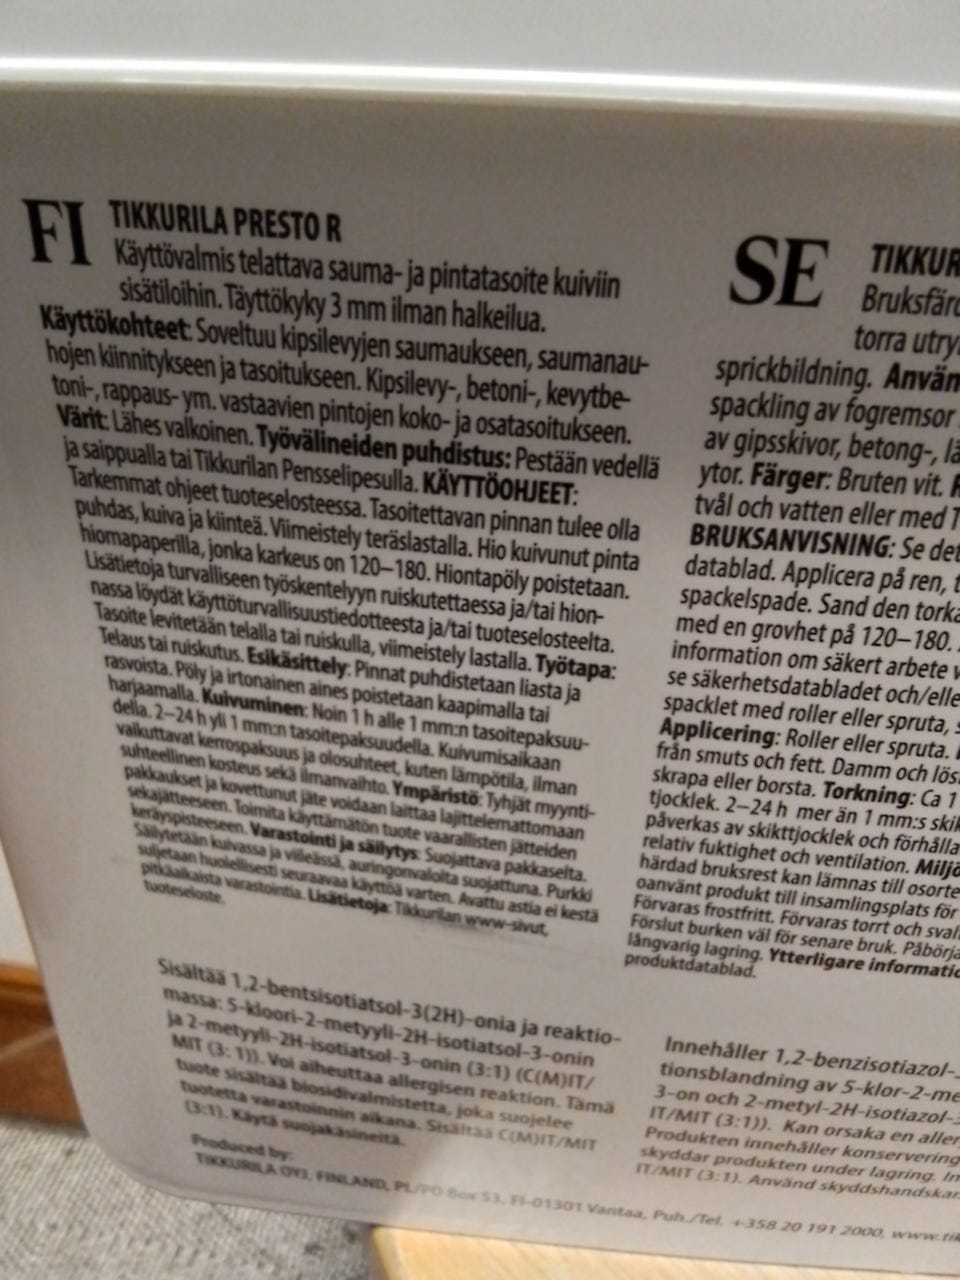 FI
TIKKURILA PRESTO R
Käyttövalmis telattava sauma- ja pintatasoite kuiviin
sisätiloihin. Täyttökyky 3 mm ilman halkeilua.
Käyttökohteet: Soveltuu kipsilevyjen saumaukseen, saumanau-
hojen kiinnitykseen ja tasoitukseen. Kipsilevy-, betoni-, kevytbe-
toni-, rappaus- ym. vastaavien pintojen koko- ja osatasoitukseen.
Värit: Lähes valkoinen. Työvälineiden puhdistus: Pestään vedellä
ja saippualla tai Tikkurilan Pensselipesulla. KÄYTTÖOHJEET:
Tarkemmat ohjeet tuoteselosteessa. Tasoitettavan pinnan tulee olla
puhdas, kuiva ja kiinteä. Viimeistely teräslastalla. Hio kuivunut pinta
hiomapaperilla, jonka karkeus on 120–180. Hiontapöly poistetaan.
Lisätietoja turvalliseen työskentelyyn ruiskutettaessa ja/tai hion-
nassa löydät käyttöturvallisuustiedotteesta ja/tai tuoteselosteelta.
Tasoite levitetään telalla tai ruiskulla, viimeistely lastalla. Työtapa:
Telaus tai ruiskutus. Esikäsittely: Pinnat puhdistetaan liasta ja
rasvoista. Pöly ja irtonainen aines poistetaan kaapimalla tai
harjaamalla. Kuivuminen: Noin 1 h alle 1 mm:n tasoitepaksuu-
della. 2–24 h yli 1 mm:n tasoitepaksuudella. Kuivumisaikaan
vaikuttavat kerrospaksuus ja olosuhteet, kuten lämpötila, ilman
suhteellinen kosteus sekä ilmanvaihto. Ympäristö: Tyhjät myynti-
pakkaukset ja kovettunut jäte voidaan laittaa lajittelemattomaan
sekajätteeseen. Toimita käyttämätön tuote vaarallisten jätteiden
keräyspisteeseen. Varastointi ja säilytys: Suojattava pakkaselta.
Säilytetään kuivassa ja viileässä, auringonvalolta suojattuna. Purkki
suljetaan huolellisesti seuraavaa käyttöä varten. Avattu astia ei kestä
pitkäaikaista varastointia. Lisätietoja: Tikkurilan www-sivut,
tuoteseloste.
Sisältää 1,2-bentsisotiatsol-3(2H)-onia ja reaktio-
massa: 5-kloori-2-metyyli-2H-isotiatsol-3-onin
ja 2-metyyli-2H-isotiatsol-3-onin (3:1) (C(M)IT/
MIT (3: 1)). Voi aiheuttaa allergisen reaktion. Tämä
tuote sisältää biosidivalmistetta, joka suojelee
tuotetta varastoinnin aikana. Sisältää C(M)IT/MIT
(3:1). Käytä suojakäsineitä.
SE
TIKKUR
Bruksfärd
torra utry
sprickbildning. Använ
spackling av fogremsor
av gipsskivor, betong-, lä
ytor. Färger: Bruten vit. R
tvål och vatten eller med T
BRUKSANVISNING: Se det
datablad. Applicera på ren, t
spackelspade. Sand den torka
med en grovhet på 120–180.
information om säkert arbete v
se säkerhetsdatabladet och/elle
spacklet med roller eller spruta, s
Applicering: Roller eller spruta.
från smuts och fett. Damm och lös
skrapa eller borsta. Torkning: Ca 1
tjocklek. 2–24 h mer än 1 mm:s skik
påverkas av skikttjocklek och förhålla
relativ fuktighet och ventilation. Miljö
härdad bruksrest kan lämnas till osorte
oanvänt produkt till insamlingsplats för
Förvaras frostfritt. Förvaras torrt och sval
Förslut burken väl för senare bruk. Påbörja
långvarig lagring. Ytterligare informatio
produktdatablad.
Innehåller 1,2-benzisotiazol-3
tionsblandning av 5-klor-2-me
3-on och 2-metyl-2H-isotiazol-3
IT/MIT (3:1)). Kan orsaka en aller
Produkten innehåller konservering
skyddar produkten under lagring. In
IT/MIT (3:1). Använd skyddshandskar
Produced by:
TIKKURILA OYJ, FINLAND, PL/PO Box 53, FI-01301 Vantaa, Puh./Tel. +358 20 191 2000, www.tik